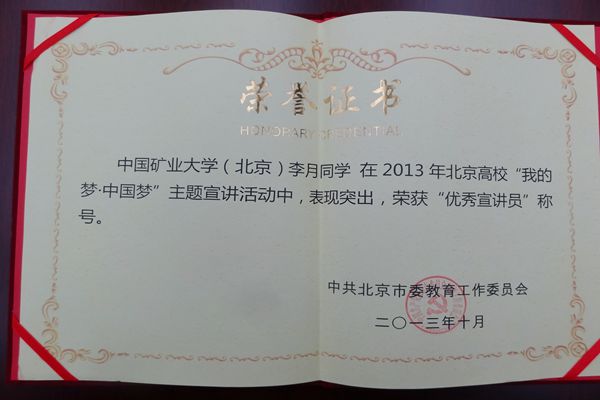 荣誉证书
HONORARY CREDENTIAL
中国矿业大学（北京）李月同学 在 2013 年北京高校“我的
梦·中国梦”主题宣讲活动中，表现突出，荣获“优秀宣讲员”称
号。
中共北京市委教育工作委员会
二〇一三年十月